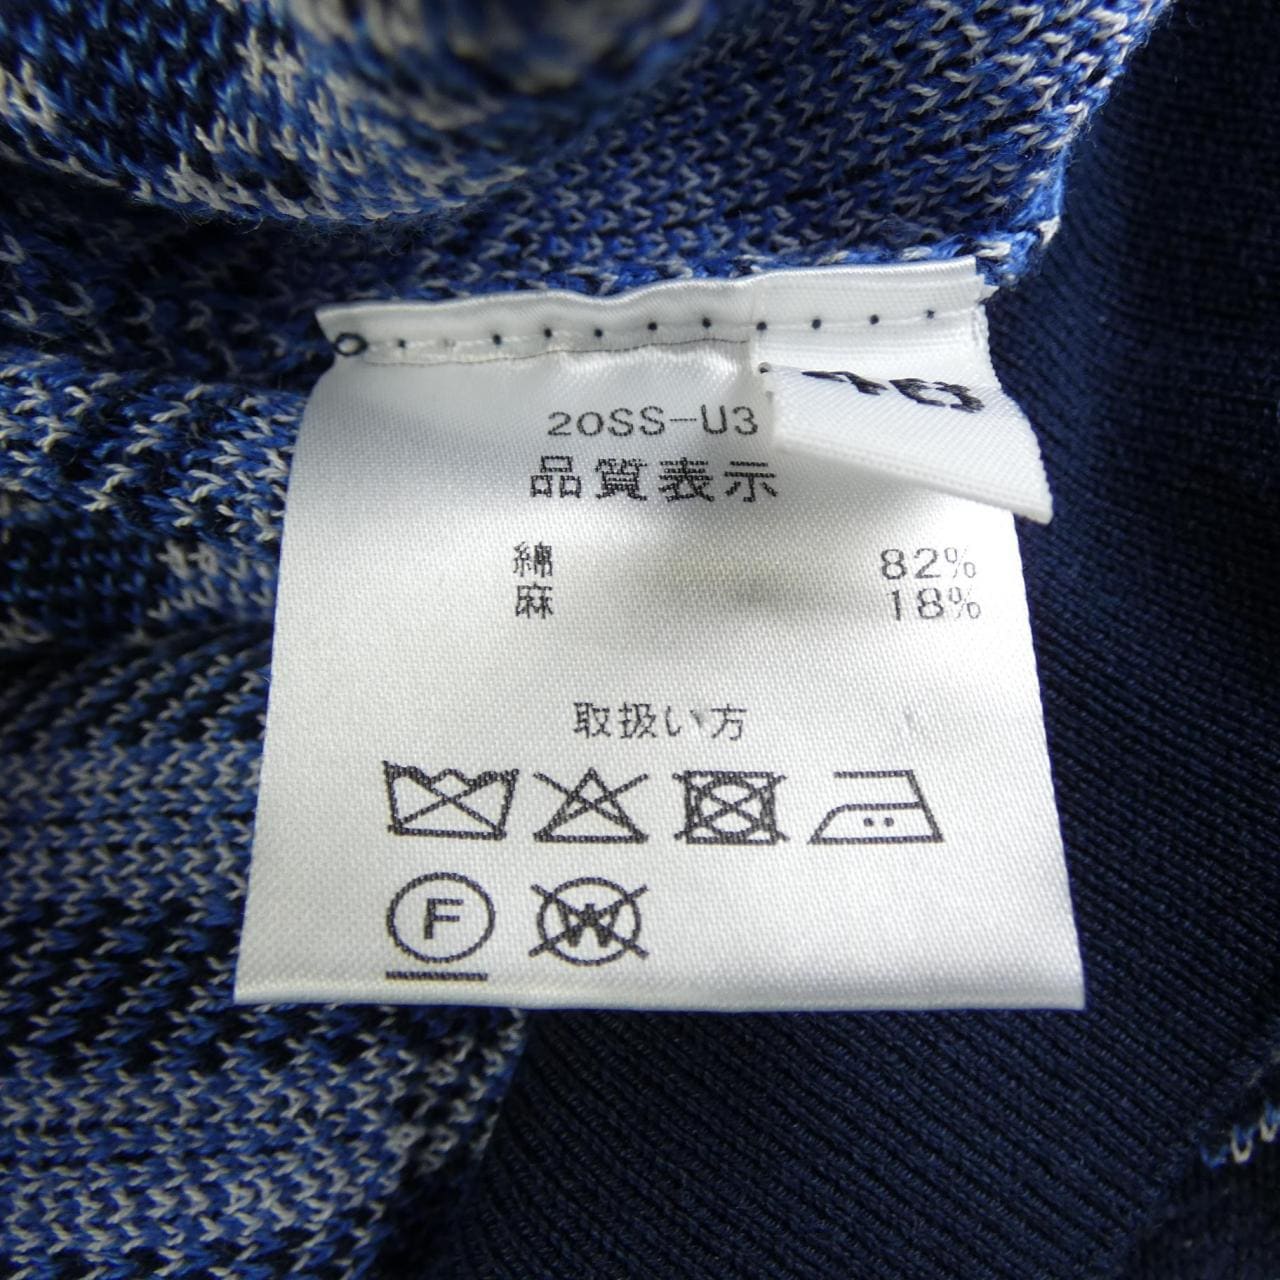 20SS-U3
品質表示
綿 82%
麻 18%
取扱い方
F
W